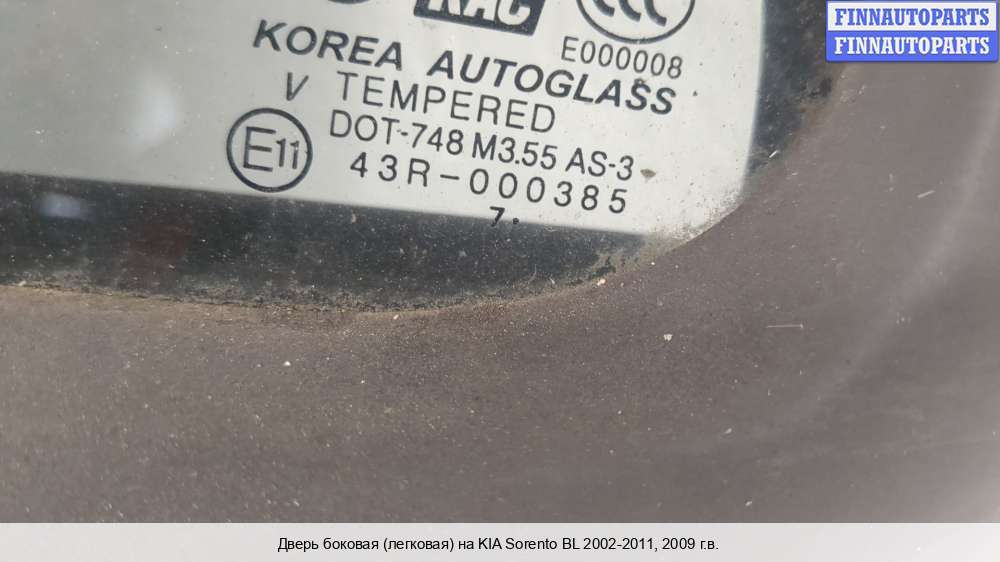 FINNAUTOPARTS
FINNAUTOPARTS
KAC
E000008
KOREA AUTOGLASS
V TEMPERED
E11
DOT-748 M3.55 AS-3
43R-000385
7.
Дверь боковая (легковая) на KIA Sorento BL 2002-2011, 2009 г.в.